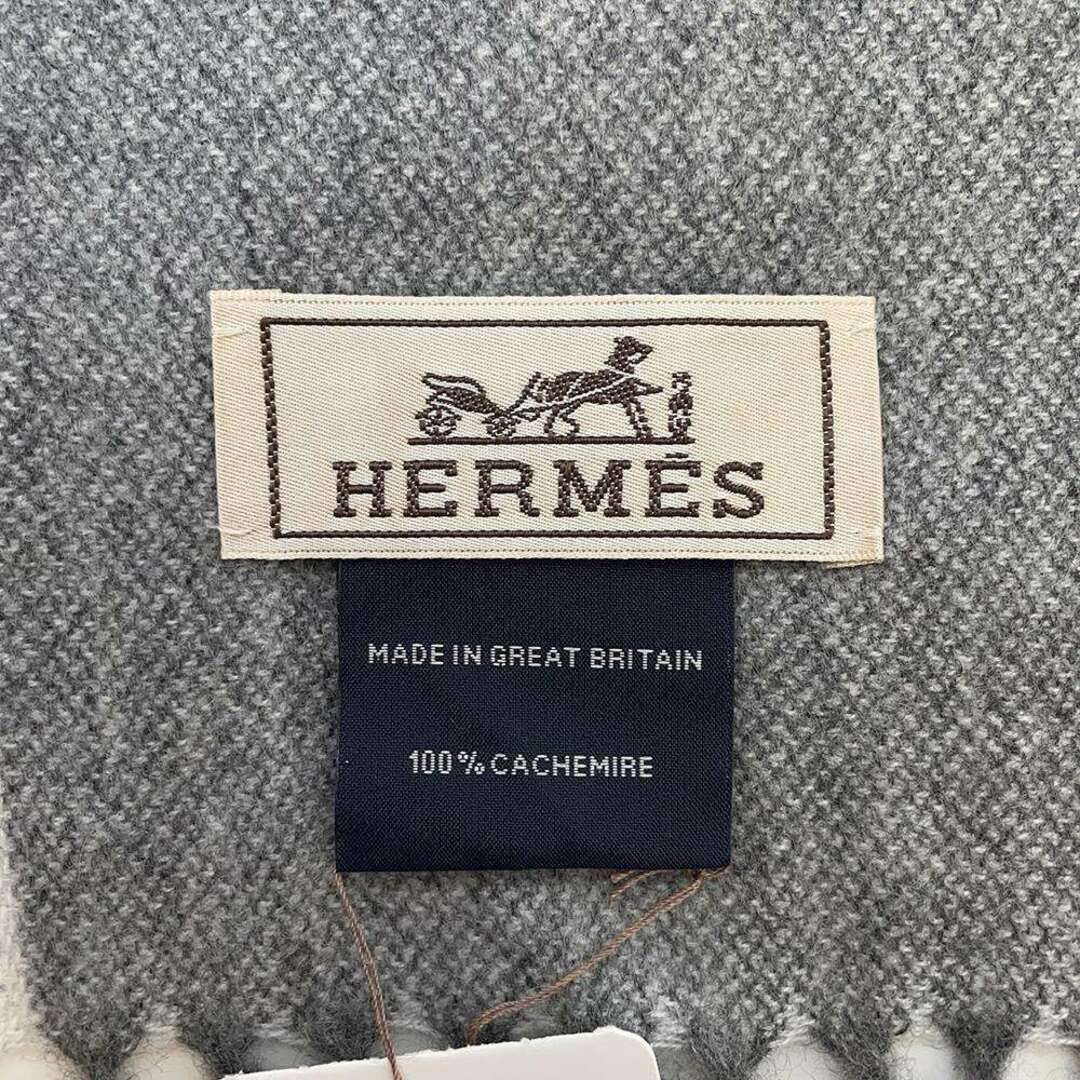 HERMÈS
MADE IN GREAT BRITAIN
100% CACHEMIRE